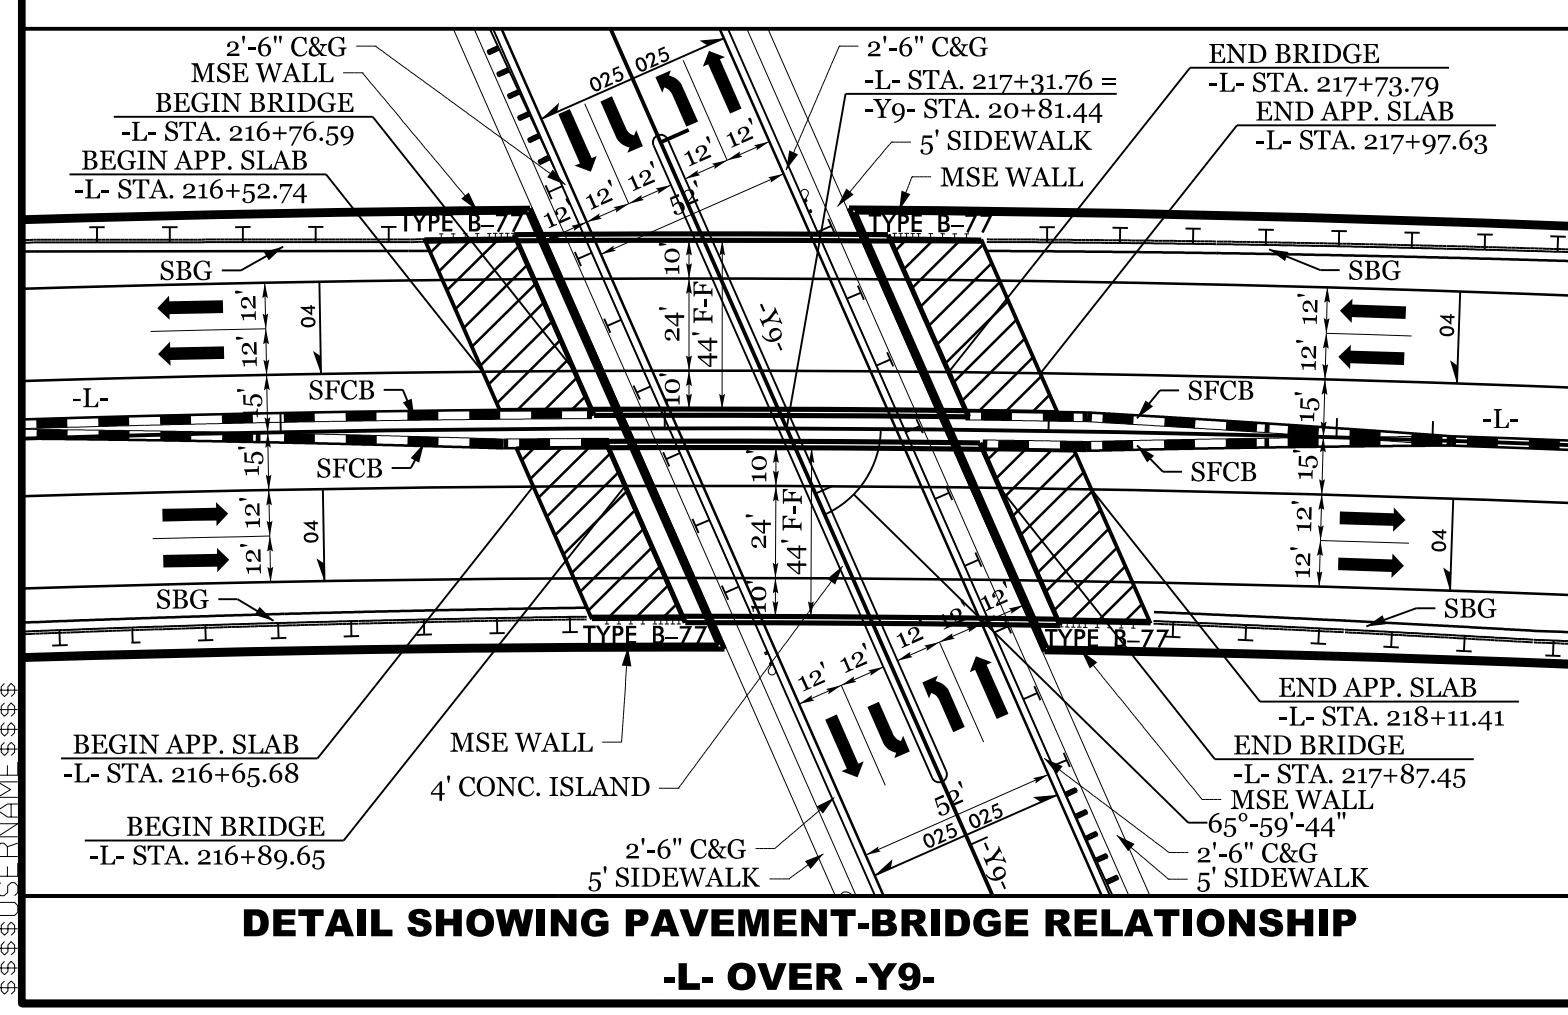 2'-6" C&G
MSE WALL
BEGIN BRIDGE
-L- STA. 216+76.59
BEGIN APP. SLAB
-L- STA. 216+52.74
2'-6" C&G
-L- STA. 217+31.76 =
-Y9- STA. 20+81.44
5' SIDEWALK
MSE WALL
END BRIDGE
-L- STA. 217+73.79
END APP. SLAB
-L- STA. 217+97.63
025 025
12' 12' 12' 12' 12'
52'
TYPE B-77
TYPE B-77
SBG
SBG
12'
12'
04
10'
24'
10'
44' F-F
-Y9-
12'
12'
04
-L-
15'
15'
SFCB
SFCB
SFCB
SFCB
15'
15'
-L-
12'
12'
04
10'
24'
10'
44' F-F
12'
12'
04
SBG
SBG
TYPE B-77
TYPE B-77
12' 12' 12' 12' 12'
52'
025 025
-Y9-
BEGIN APP. SLAB
-L- STA. 216+65.68
BEGIN BRIDGE
-L- STA. 216+89.65
MSE WALL
4' CONC. ISLAND
2'-6" C&G
5' SIDEWALK
END APP. SLAB
-L- STA. 218+11.41
END BRIDGE
-L- STA. 217+87.45
MSE WALL
65°-59'-44"
2'-6" C&G
5' SIDEWALK
$$$$USERNAME$$$$
DETAIL SHOWING PAVEMENT-BRIDGE RELATIONSHIP
-L- OVER -Y9-